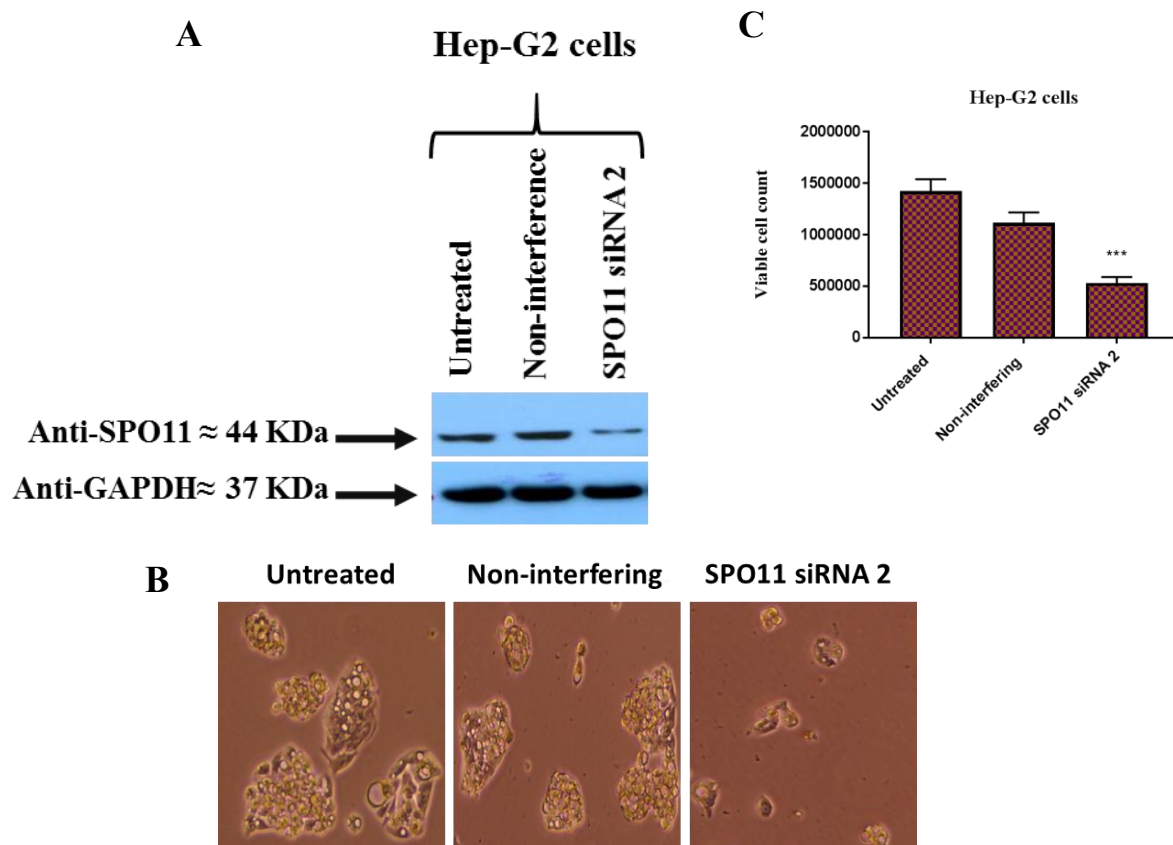 A
Hep-G2 cells
Untreated
Non-interference
SPO11 siRNA 2
Anti-SPO11 ≈ 44 KDa
Anti-GAPDH≈ 37 KDa
C
Hep-G2 cells
Viable cell count
2000000
1500000
1000000
500000
0
***
Untreated
Non-interfering
SPO11 siRNA 2
B
Untreated
Non-interfering
SPO11 siRNA 2